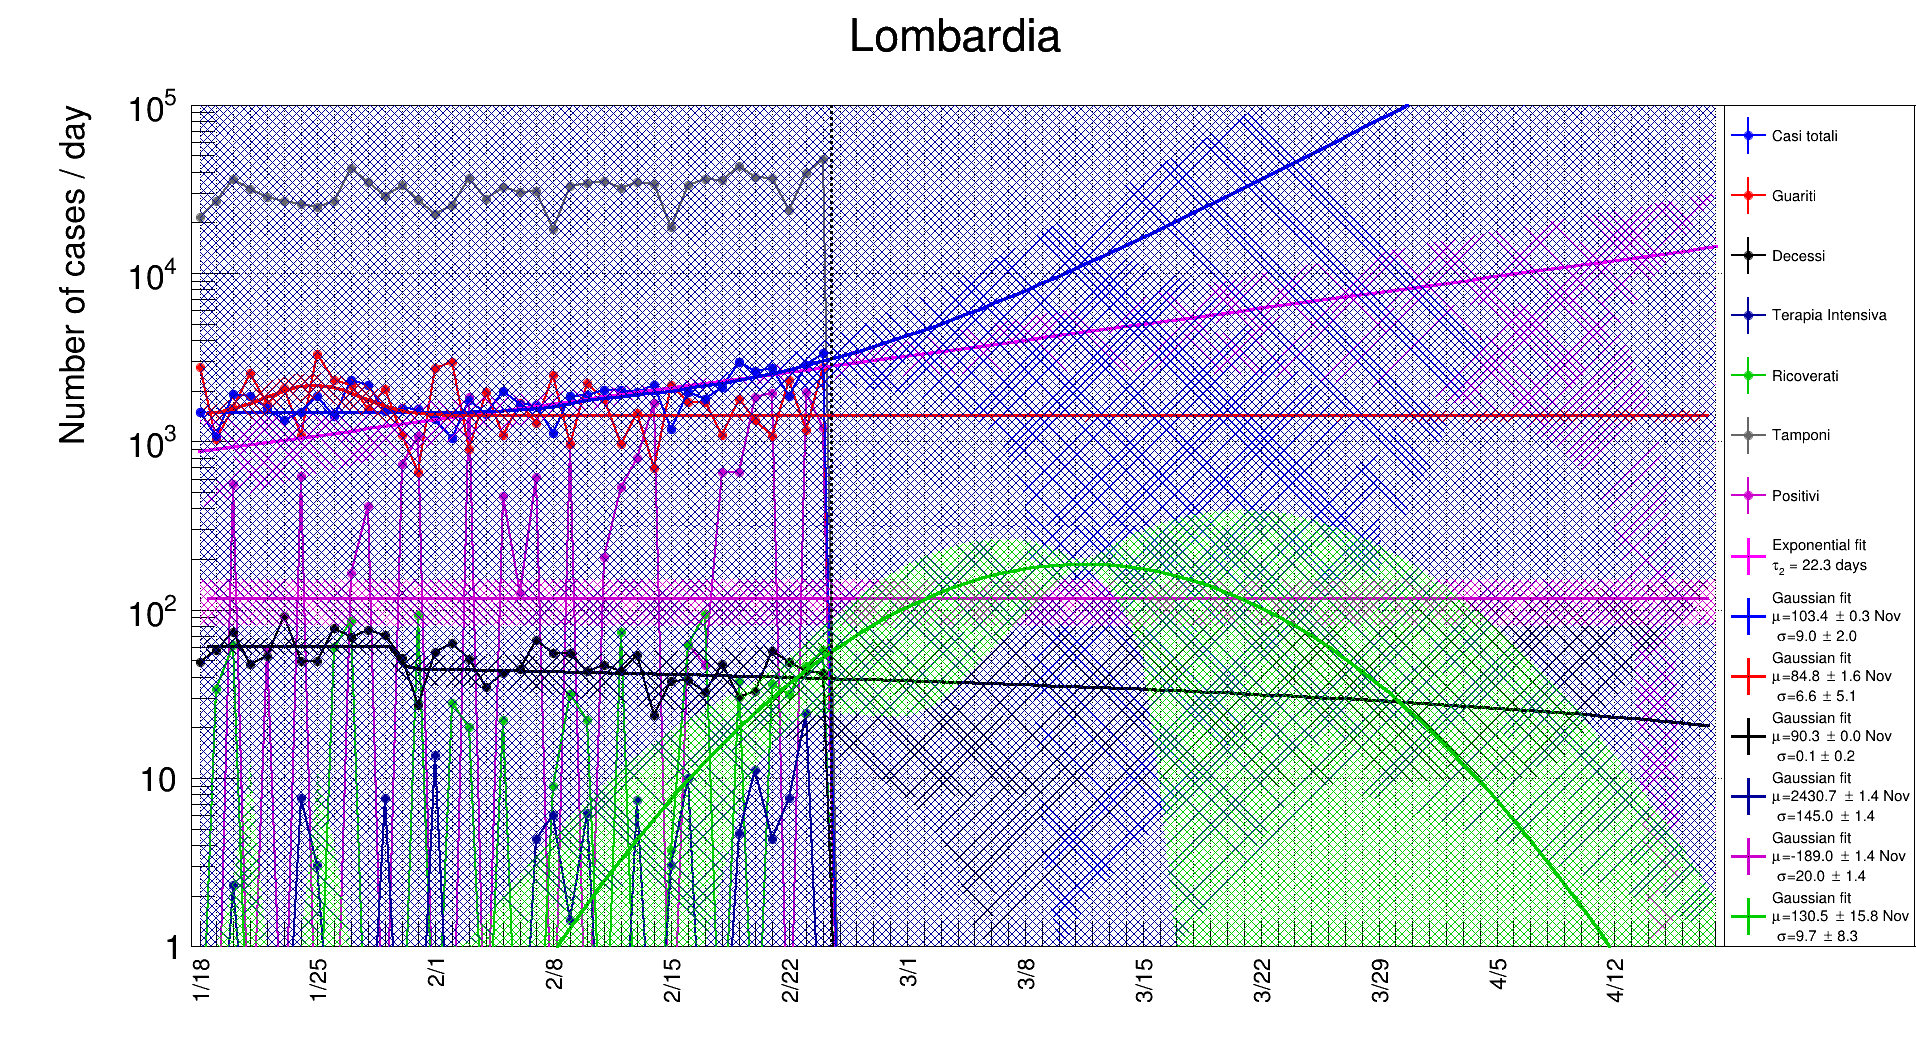 Lombardia
Number of cases / day
10^5
10^4
10^3
10^2
10
1
1/18
1/25
2/1
2/8
2/15
2/22
3/1
3/8
3/15
3/22
3/29
4/5
4/12
Casi totali
Guariti
Decessi
Terapia Intensiva
Ricoverati
Tamponi
Positivi
Exponential fit
τ₂ = 22.3 days
Gaussian fit
μ=103.4 ± 0.3 Nov
σ=9.0 ± 2.0
Gaussian fit
μ=84.8 ± 1.6 Nov
σ=6.6 ± 5.1
Gaussian fit
μ=90.3 ± 0.0 Nov
σ=0.1 ± 0.2
Gaussian fit
μ=2430.7 ± 1.4 Nov
σ=145.0 ± 1.4
Gaussian fit
μ=-189.0 ± 1.4 Nov
σ=20.0 ± 1.4
Gaussian fit
μ=130.5 ± 15.8 Nov
σ=9.7 ± 8.3